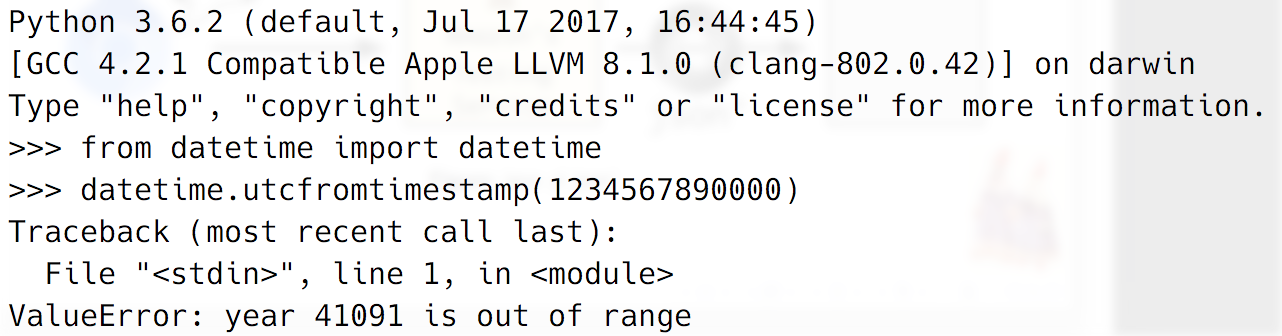 Python 3.6.2 (default, Jul 17 2017, 16:44:45)
[GCC 4.2.1 Compatible Apple LLVM 8.1.0 (clang-802.0.42)] on darwin
Type "help", "copyright", "credits" or "license" for more information.
>>> from datetime import datetime
>>> datetime.utcfromtimestamp(1234567890000)
Traceback (most recent call last):
  File "<stdin>", line 1, in <module>
ValueError: year 41091 is out of range